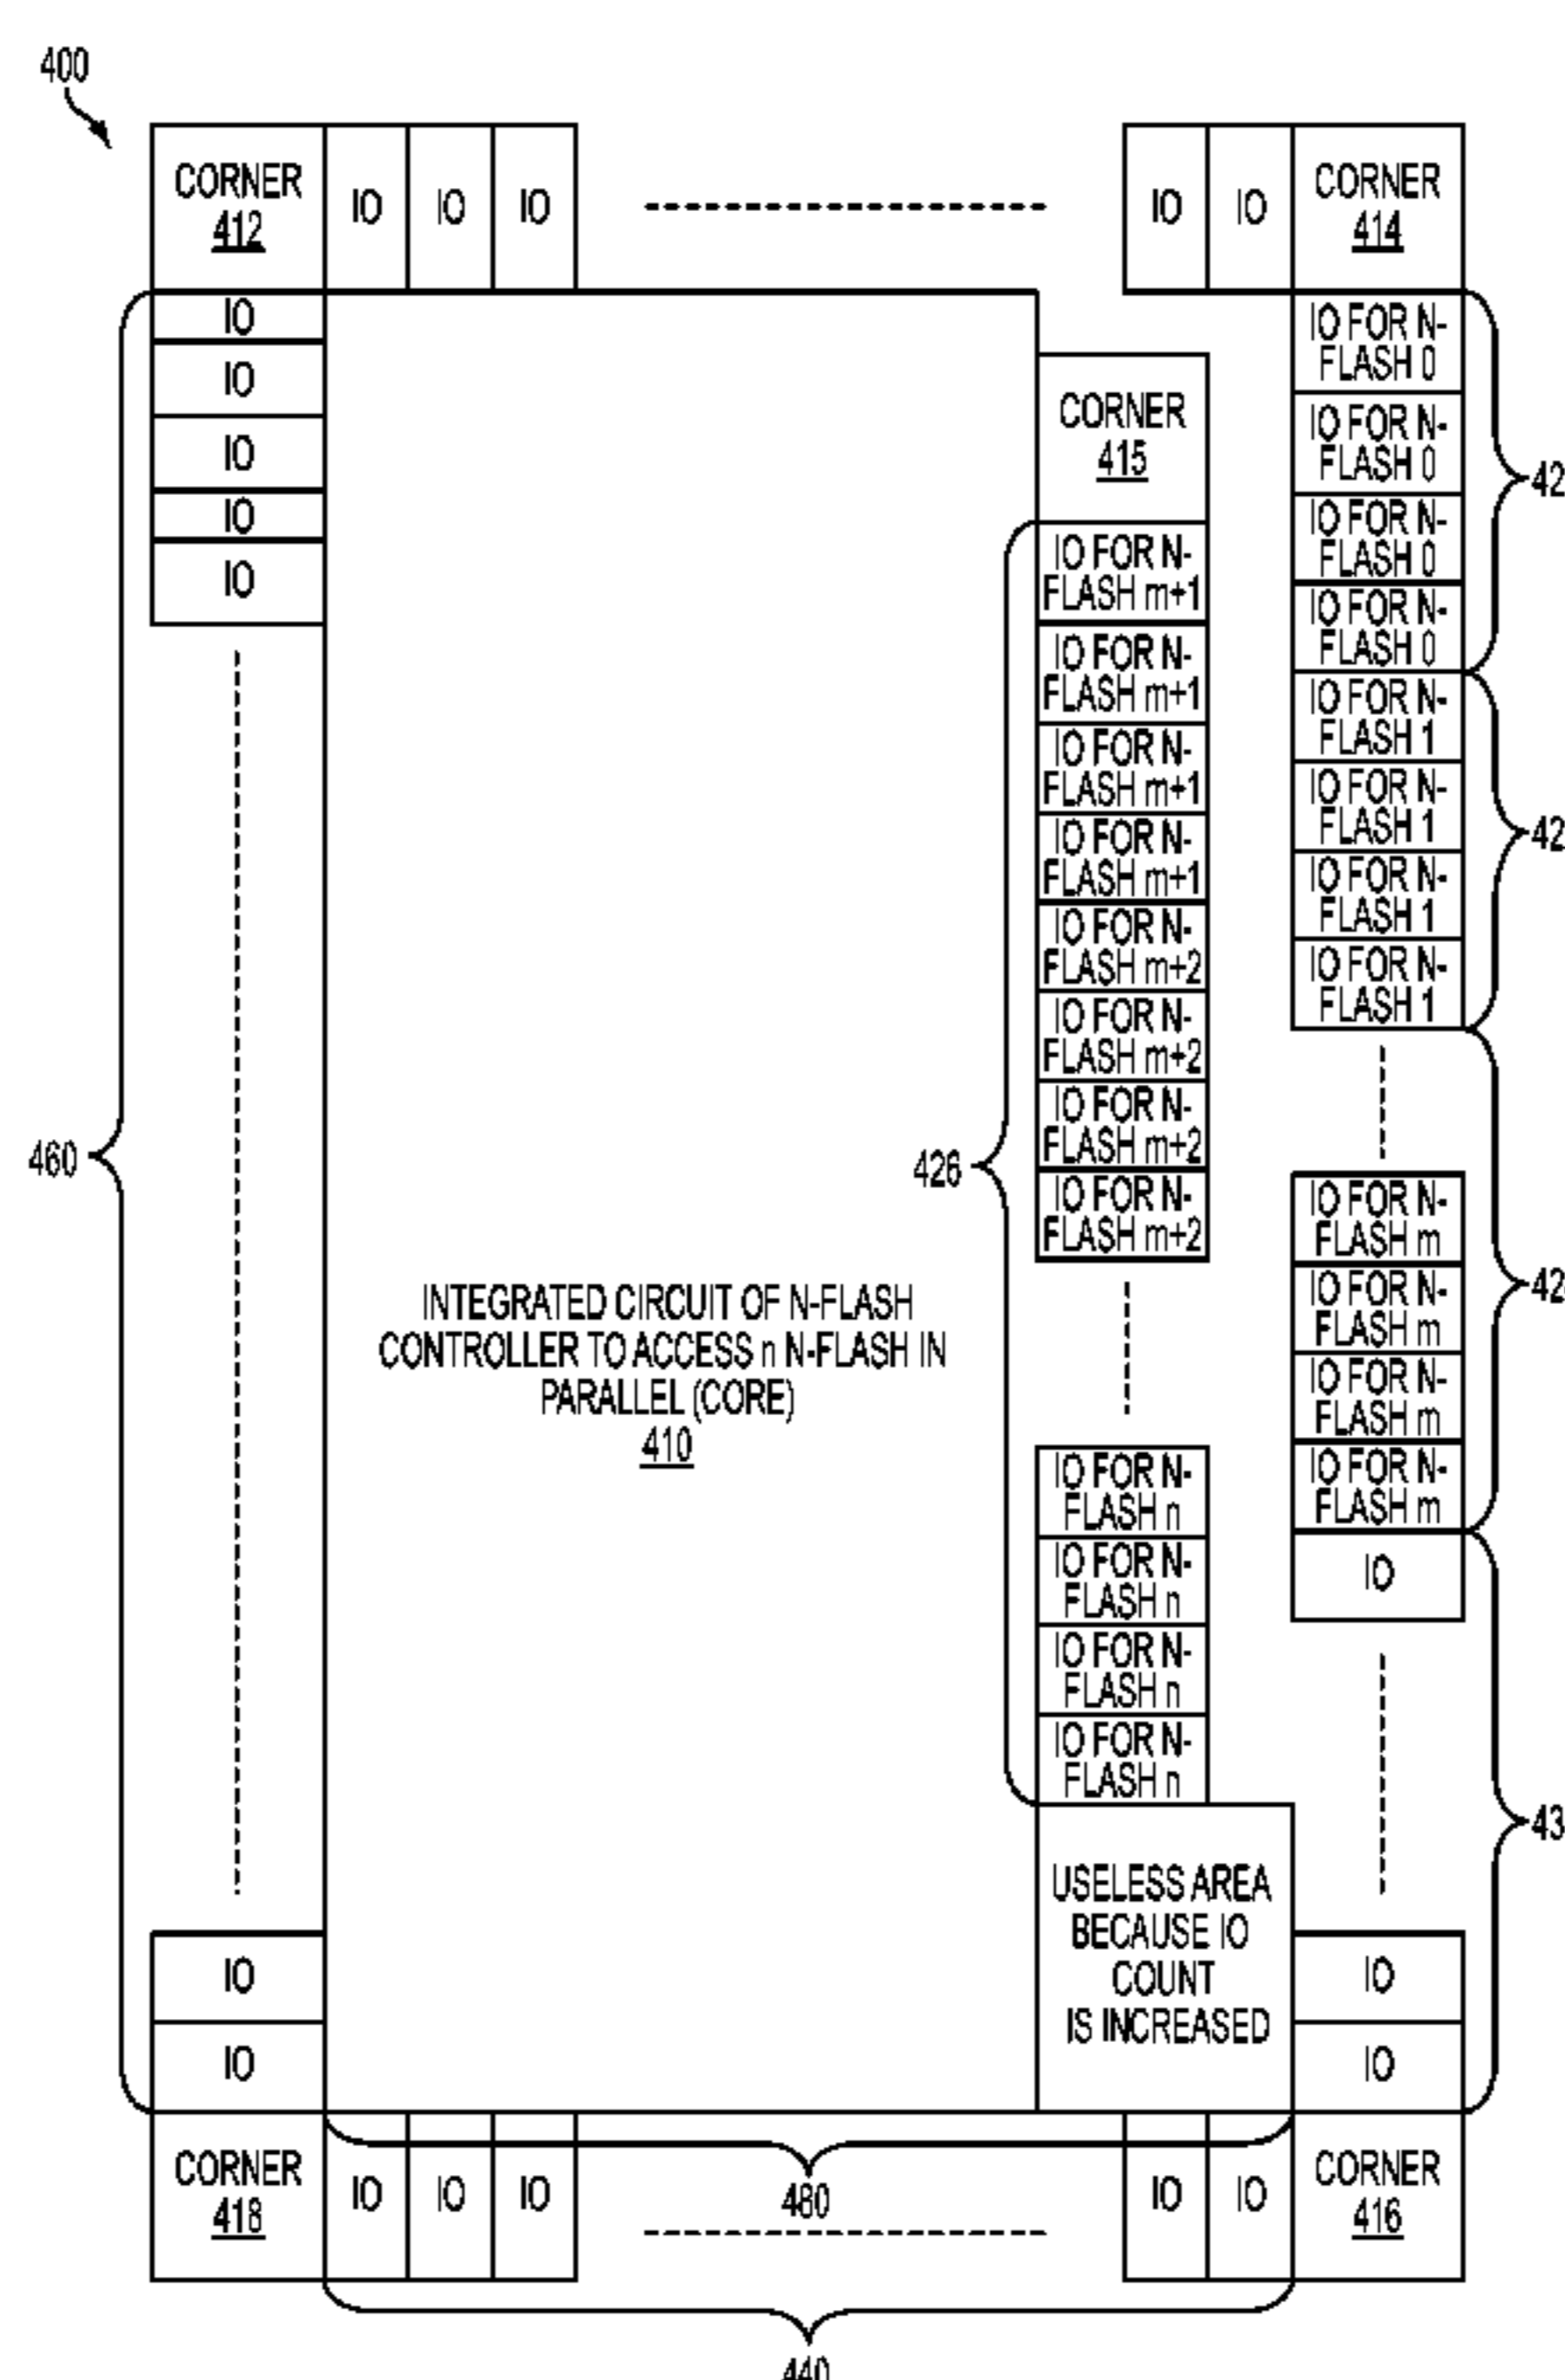 400
CORNER
412
IO
IO
IO
IO
IO
CORNER
414
IO
IO
IO
IO
IO
460
IO
IO
CORNER
418
INTEGRATED CIRCUIT OF N-FLASH
CONTROLLER TO ACCESS n N-FLASH IN
PARALLEL (CORE)
410
CORNER
415
IO FOR N-
FLASH m+1
IO FOR N-
FLASH m+1
IO FOR N-
FLASH m+1
IO FOR N-
FLASH m+1
IO FOR N-
FLASH m+2
IO FOR N-
FLASH m+2
IO FOR N-
FLASH m+2
IO FOR N-
FLASH m+2
426
IO FOR N-
FLASH n
IO FOR N-
FLASH n
IO FOR N-
FLASH n
IO FOR N-
FLASH n
USELESS AREA
BECAUSE IO
COUNT
IS INCREASED
IO FOR N-
FLASH 0
IO FOR N-
FLASH 0
IO FOR N-
FLASH 0
IO FOR N-
FLASH 0
42
IO FOR N-
FLASH 1
IO FOR N-
FLASH 1
IO FOR N-
FLASH 1
IO FOR N-
FLASH 1
42
IO FOR N-
FLASH m
IO FOR N-
FLASH m
IO FOR N-
FLASH m
IO FOR N-
FLASH m
42
IO
43
IO
IO
IO
IO
IO
480
IO
IO
CORNER
416
440